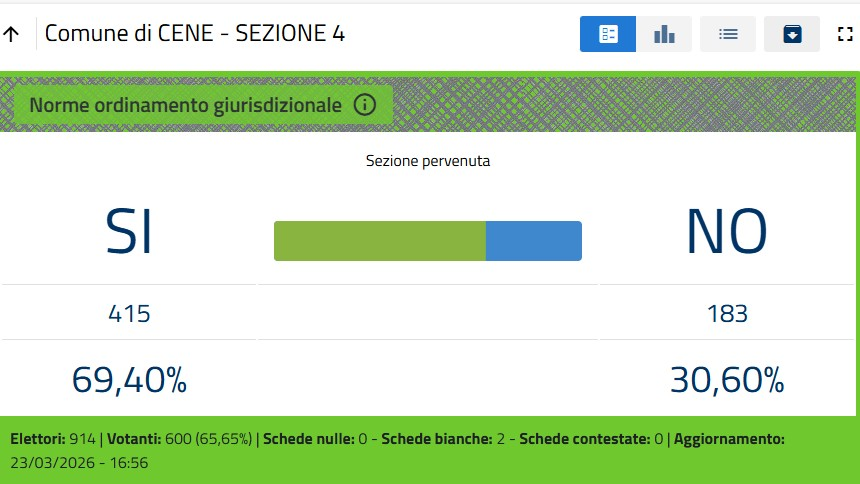 Comune di CENE - SEZIONE 4
Norme ordinamento giurisdizionale
Sezione pervenuta
SI
NO
415
183
69,40%
30,60%
Elettori: 914 | Votanti: 600 (65,65%) | Schede nulle: 0 - Schede bianche: 2 - Schede contestate: 0 | Aggiornamento:
23/03/2026 - 16:56